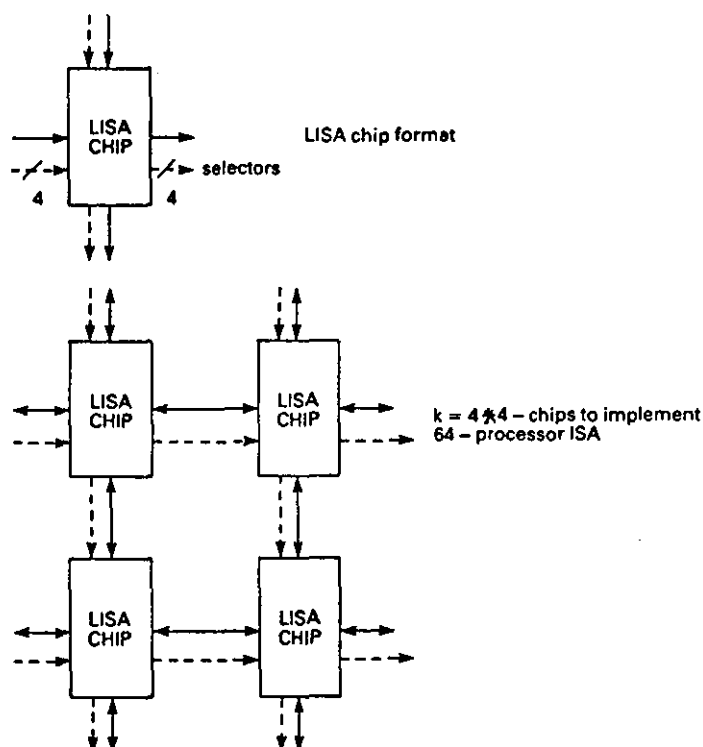 LISA
CHIP
LISA chip format
selectors
4
4
LISA
CHIP
LISA
CHIP
k = 4*4 – chips to implement
64 – processor ISA
LISA
CHIP
LISA
CHIP